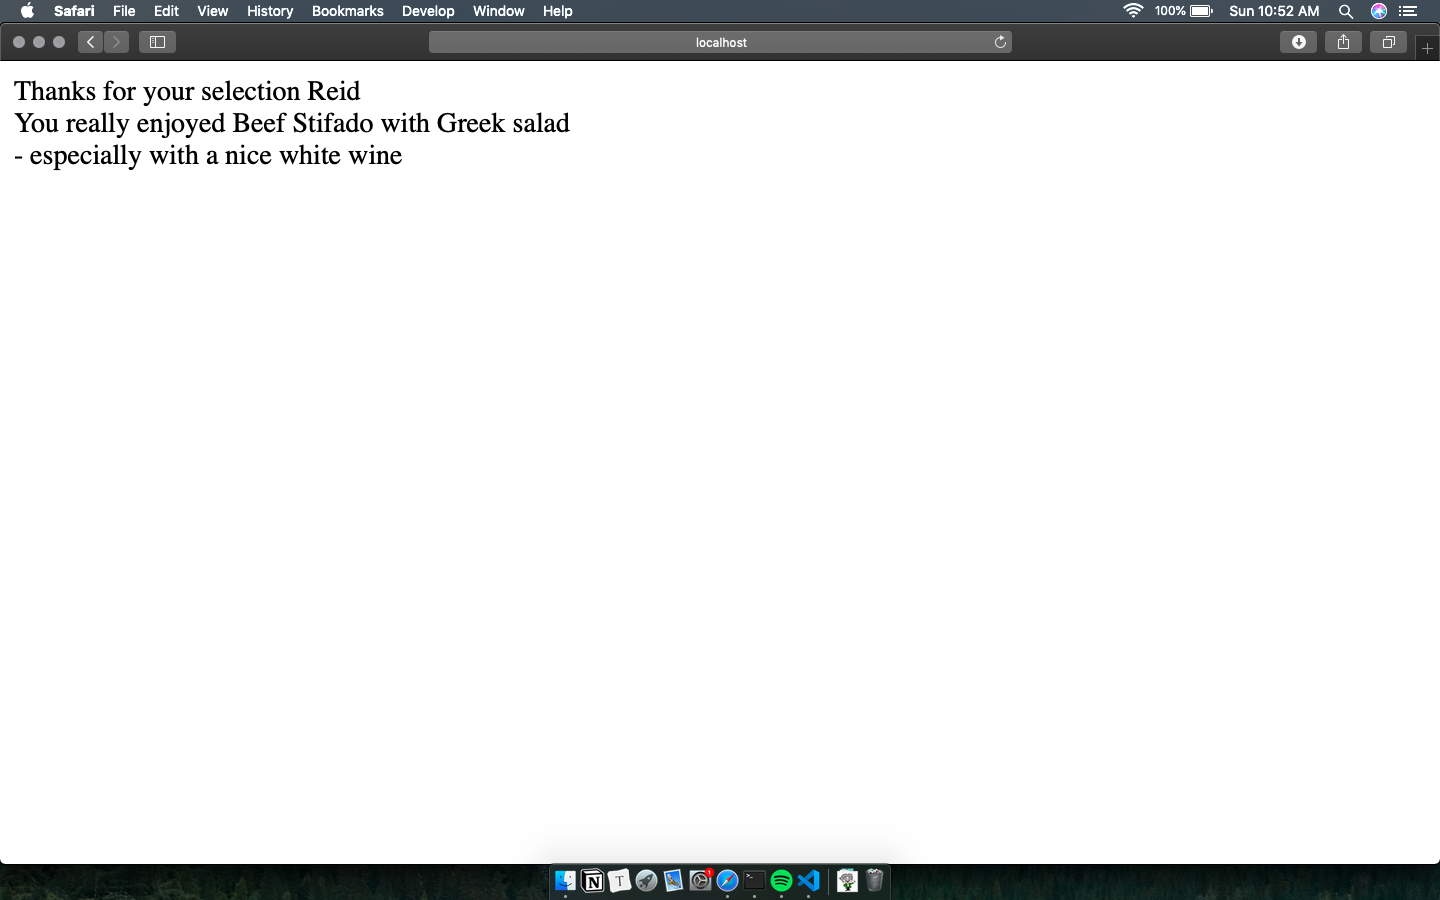 Safari File Edit View History Bookmarks Develop Window Help 100% Sun 10:52 AM
localhost
Thanks for your selection Reid
You really enjoyed Beef Stifado with Greek salad
- especially with a nice white wine
N T 1